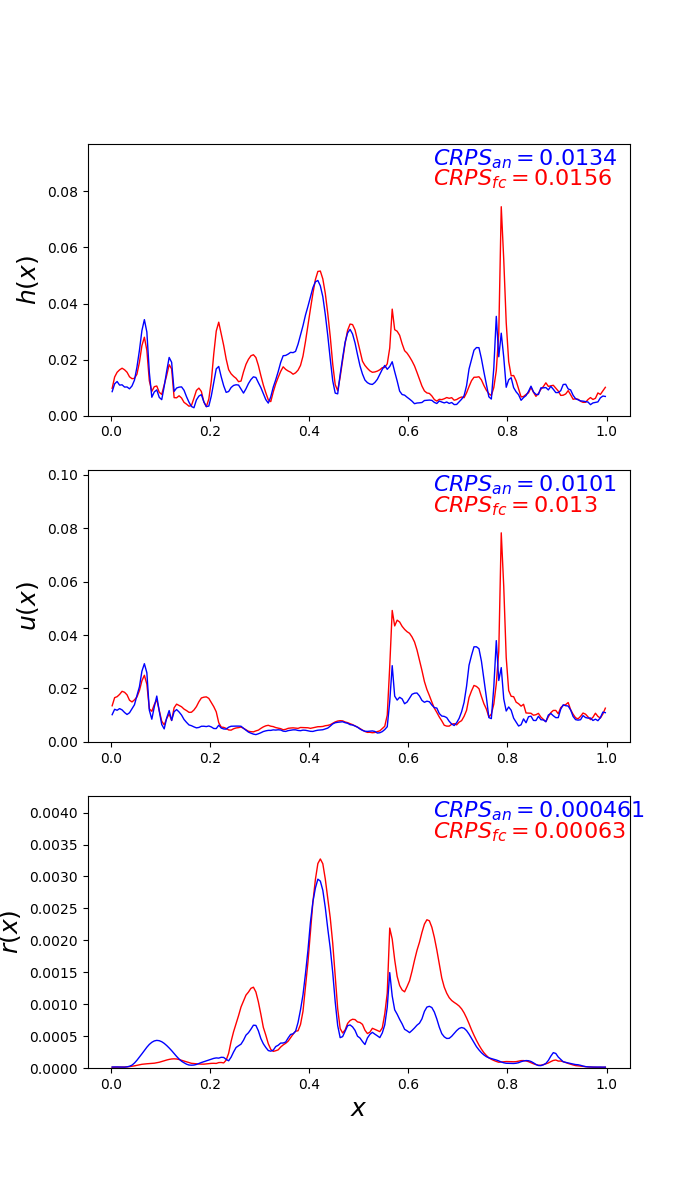 CRPS_an = 0.0134
CRPS_fc = 0.0156
0.08
0.06
0.04
0.02
0.00
h(x)
0.0 0.2 0.4 0.6 0.8 1.0
CRPS_an = 0.0101
CRPS_fc = 0.013
0.10
0.08
0.06
0.04
0.02
0.00
u(x)
0.0 0.2 0.4 0.6 0.8 1.0
CRPS_an = 0.000461
CRPS_fc = 0.00063
0.0040
0.0035
0.0030
0.0025
0.0020
0.0015
0.0010
0.0005
0.0000
r(x)
0.0 0.2 0.4 0.6 0.8 1.0
x